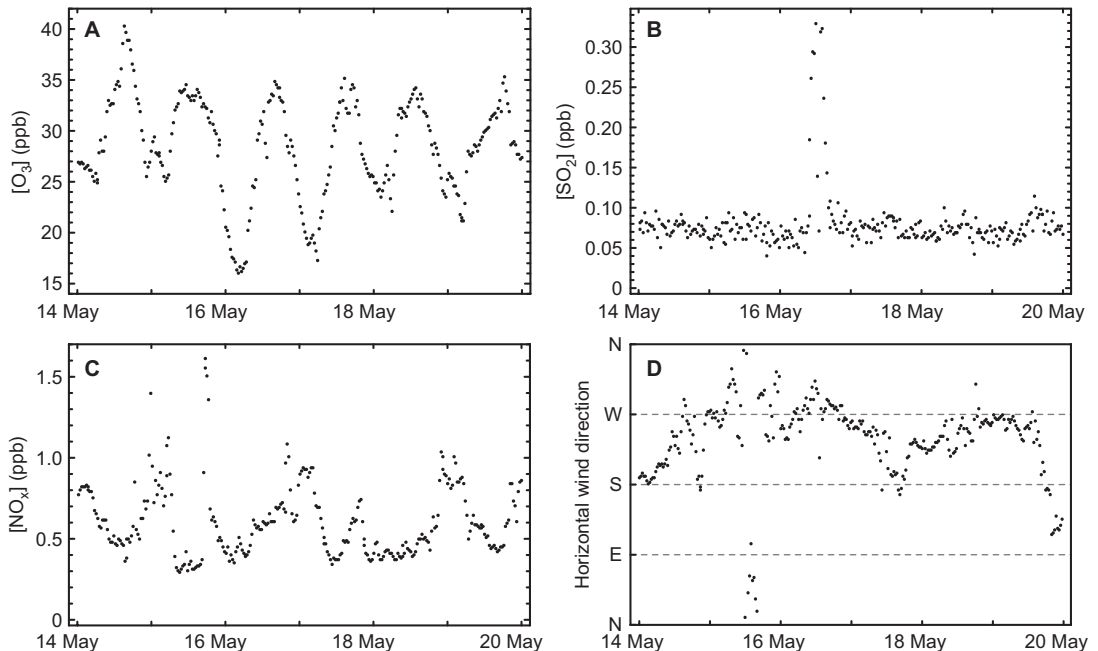 A
[O3] (ppb)
40
35
30
25
20
15
14 May
16 May
18 May
B
[SO2] (ppb)
0.30
0.25
0.20
0.15
0.10
0.05
0
14 May
16 May
18 May
20 May
C
[NOx] (ppb)
1.5
1.0
0.5
0
14 May
16 May
18 May
20 May
D
Horizontal wind direction
N
W
S
E
N
14 May
16 May
18 May
20 May